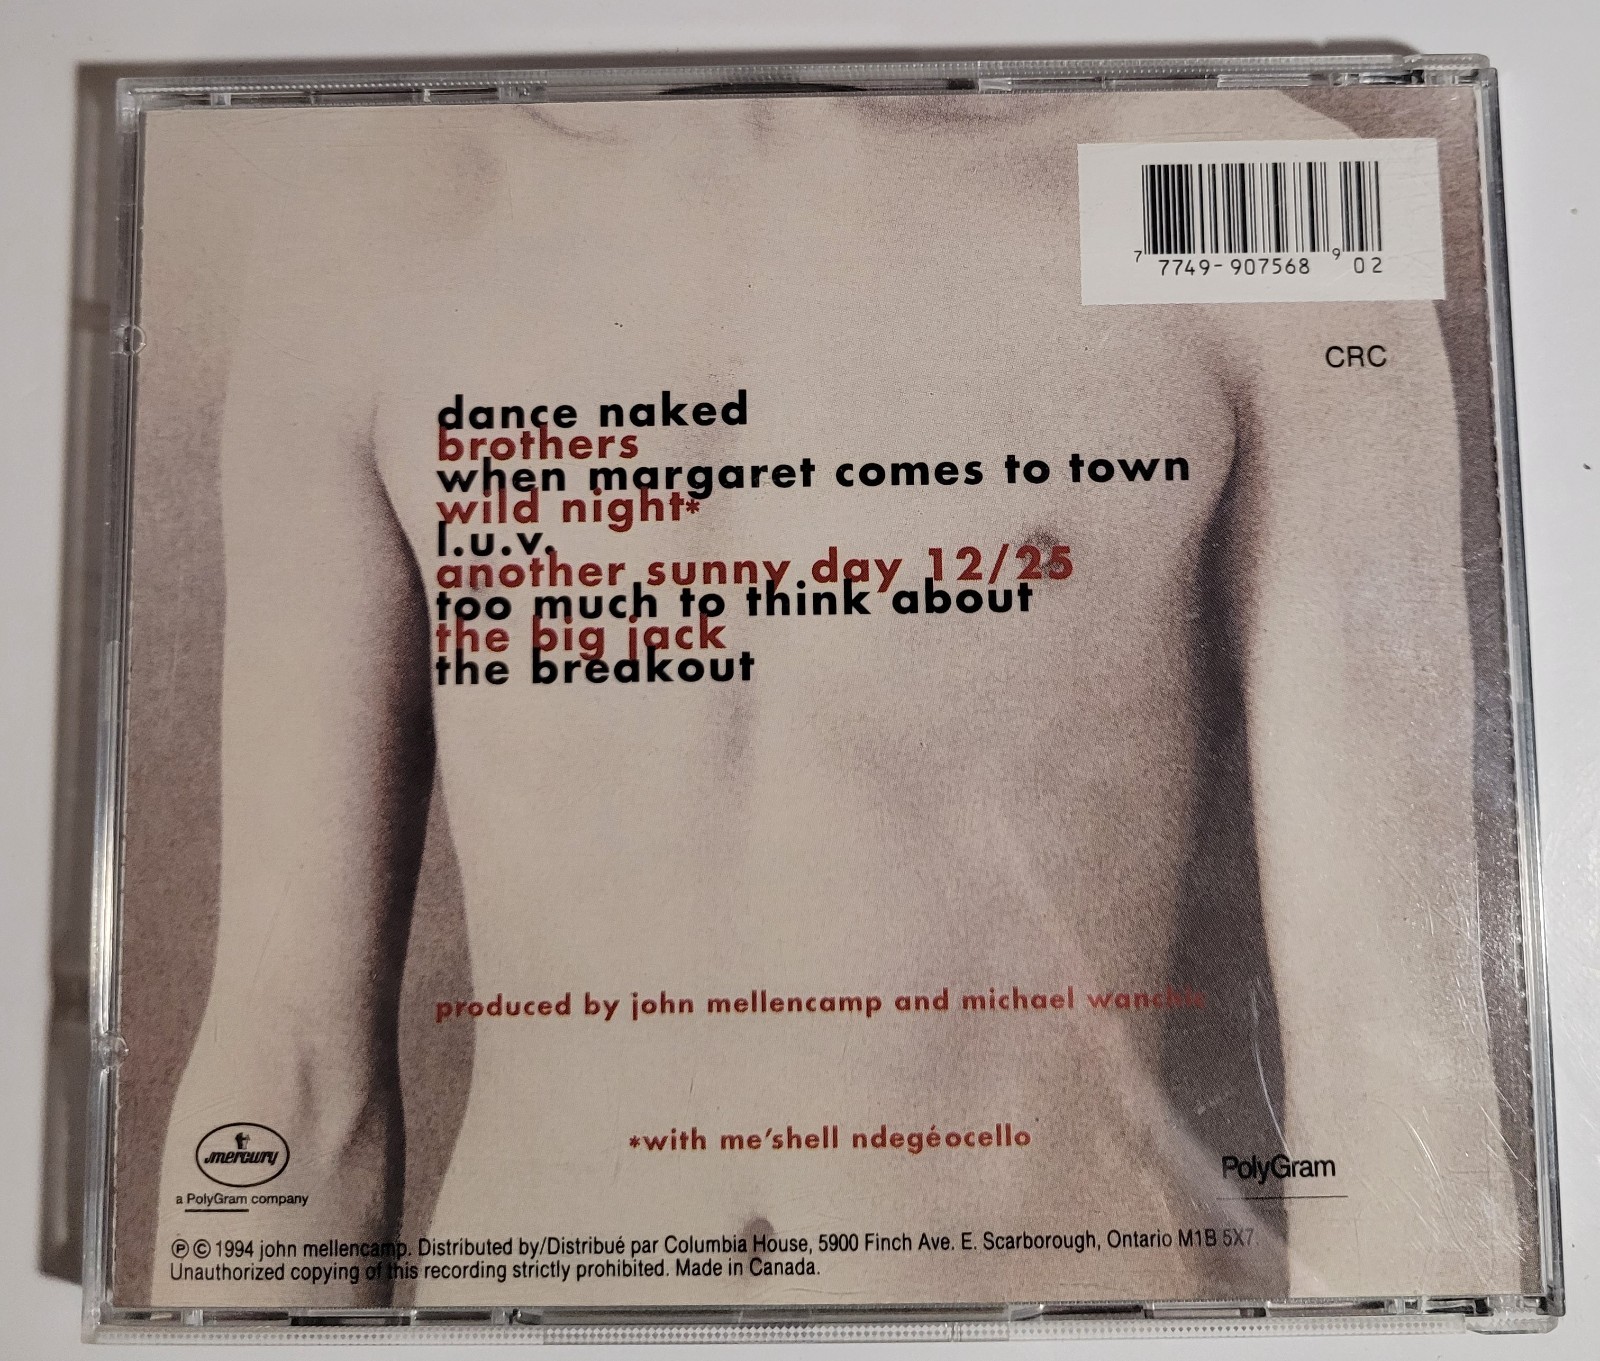 7 7749-907568 9 02
CRC
dance naked
brothers
when margaret comes to town
wild night*
l.u.v.
another sunny day 12/25
too much to think about
the big jack
the breakout
produced by john mellencamp and michael wanchic
*with me'shell ndegéocello
mercury
a PolyGram company
PolyGram
℗ © 1994 john mellencamp. Distributed by/Distribué par Columbia House, 5900 Finch Ave. E. Scarborough, Ontario M1B 5X7.
Unauthorized copying of this recording strictly prohibited. Made in Canada.